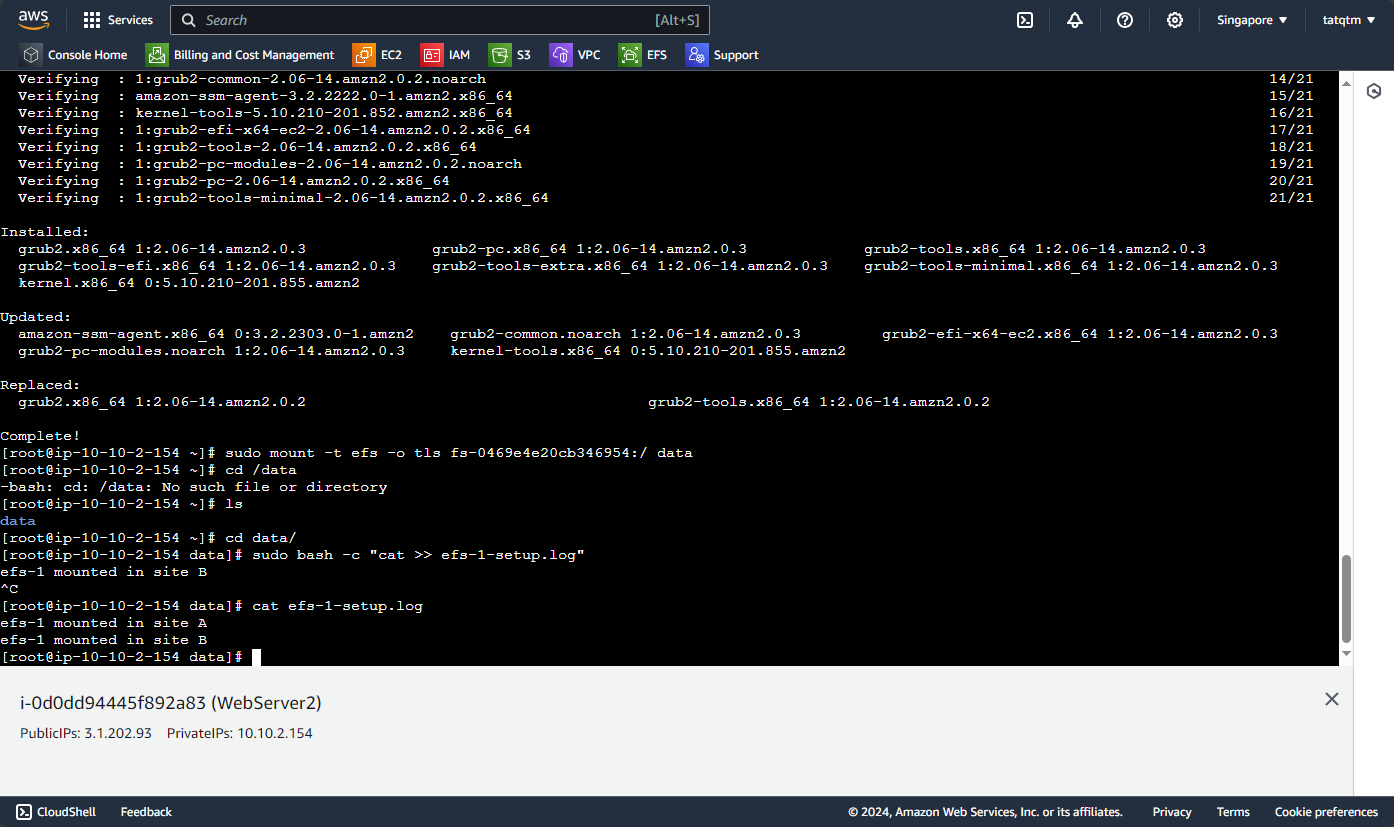 aws
Services
Search
[Alt+S]
Singapore
tatqtm
Console Home
Billing and Cost Management
EC2
IAM
S3
VPC
EFS
Support
Verifying  : 1:grub2-common-2.06-14.amzn2.0.2.noarch 14/21
Verifying  : amazon-ssm-agent-3.2.2222.0-1.amzn2.x86_64 15/21
Verifying  : kernel-tools-5.10.210-201.852.amzn2.x86_64 16/21
Verifying  : 1:grub2-efi-x64-ec2-2.06-14.amzn2.0.2.x86_64 17/21
Verifying  : 1:grub2-tools-2.06-14.amzn2.0.2.x86_64 18/21
Verifying  : 1:grub2-pc-modules-2.06-14.amzn2.0.2.noarch 19/21
Verifying  : 1:grub2-pc-2.06-14.amzn2.0.2.x86_64 20/21
Verifying  : 1:grub2-tools-minimal-2.06-14.amzn2.0.2.x86_64 21/21
Installed:
grub2.x86_64 1:2.06-14.amzn2.0.3 grub2-pc.x86_64 1:2.06-14.amzn2.0.3 grub2-tools.x86_64 1:2.06-14.amzn2.0.3
grub2-tools-efi.x86_64 1:2.06-14.amzn2.0.3 grub2-tools-extra.x86_64 1:2.06-14.amzn2.0.3 grub2-tools-minimal.x86_64 1:2.06-14.amzn2.0.3
kernel.x86_64 0:5.10.210-201.855.amzn2
Updated:
amazon-ssm-agent.x86_64 0:3.2.2303.0-1.amzn2 grub2-common.noarch 1:2.06-14.amzn2.0.3 grub2-efi-x64-ec2.x86_64 1:2.06-14.amzn2.0.3
grub2-pc-modules.noarch 1:2.06-14.amzn2.0.3 kernel-tools.x86_64 0:5.10.210-201.855.amzn2
Replaced:
grub2.x86_64 1:2.06-14.amzn2.0.2 grub2-tools.x86_64 1:2.06-14.amzn2.0.2
Complete!
[root@ip-10-10-2-154 ~]# sudo mount -t efs -o tls fs-0469e4e20cb346954:/ data
[root@ip-10-10-2-154 ~]# cd /data
-bash: cd: /data: No such file or directory
[root@ip-10-10-2-154 ~]# ls
data
[root@ip-10-10-2-154 ~]# cd data/
[root@ip-10-10-2-154 data]# sudo bash -c "cat >> efs-1-setup.log"
efs-1 mounted in site B
^C
[root@ip-10-10-2-154 data]# cat efs-1-setup.log
efs-1 mounted in site A
efs-1 mounted in site B
[root@ip-10-10-2-154 data]#
i-0d0dd94445f892a83 (WebServer2)
PublicIPs: 3.1.202.93 PrivateIPs: 10.10.2.154
CloudShell
Feedback
© 2024, Amazon Web Services, Inc. or its affiliates.
Privacy
Terms
Cookie preferences